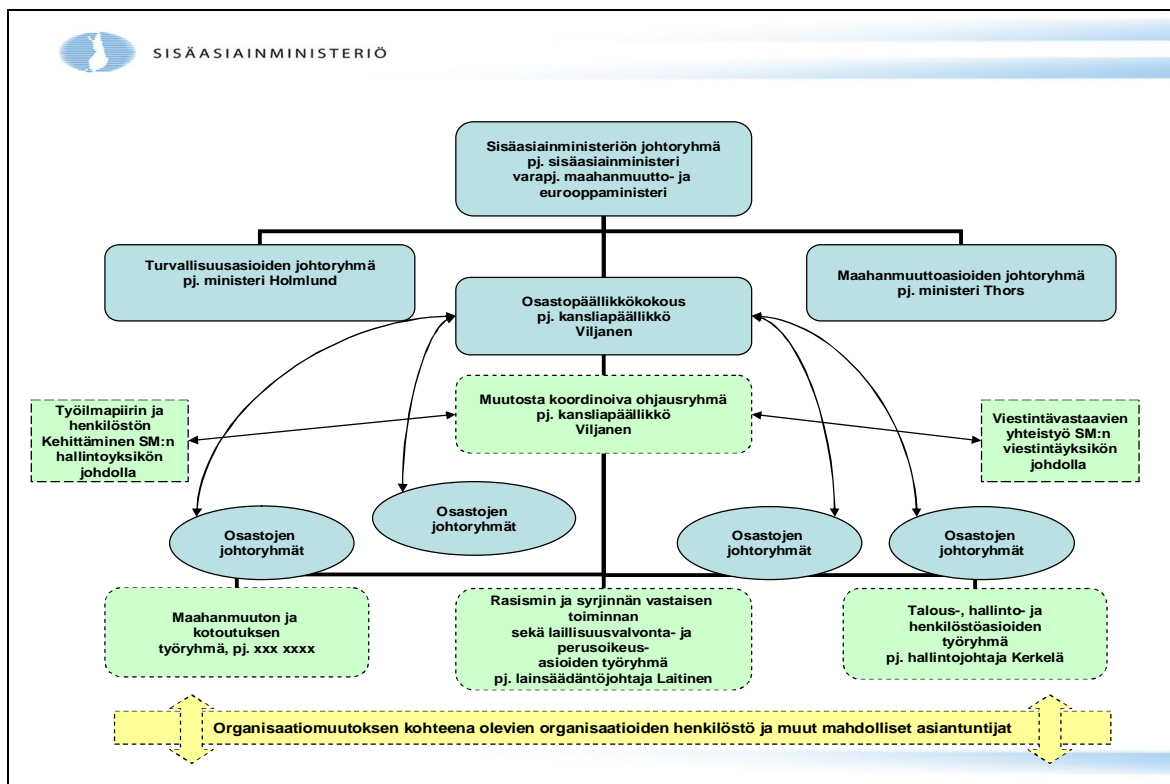 SISÄASIAINMINISTERIÖ
Sisäasiainministeriön johtoryhmä
pj. sisäasiainministeri
varapj. maahanmuutto- ja
eurooppaministeri
Turvallisuusasioiden johtoryhmä
pj. ministeri Holmlund
Maahanmuuttoasioiden johtoryhmä
pj. ministeri Thors
Osastopäällikkökokous
pj. kansliapäällikkö
Viljanen
Työilmapiirin ja
henkilöstön
Kehittäminen SM:n
hallintoyksikön
johdolla
Muutosta koordinoiva ohjausryhmä
pj. kansliapäällikkö
Viljanen
Viestintävastaavien
yhteistyö SM:n
viestintäyksikön
johdolla
Osastojen
johtoryhmät
Osastojen
johtoryhmät
Osastojen
johtoryhmät
Osastojen
johtoryhmät
Maahanmuuton ja
kotoutuksen
työryhmä, pj. xxx xxxx
Rasismin ja syrjinnän vastaisen
toiminnan
sekä laillisuusvalvonta- ja
perusoikeus-
asioiden työryhmä
pj. lainsäädäntöjohtaja Laitinen
Talous-, hallinto- ja
henkilöstöasioiden
työryhmä
pj. hallintojohtaja Kerkelä
Organisaatiomuutoksen kohteena olevien organisaatioiden henkilöstö ja muut mahdolliset asiantuntijat